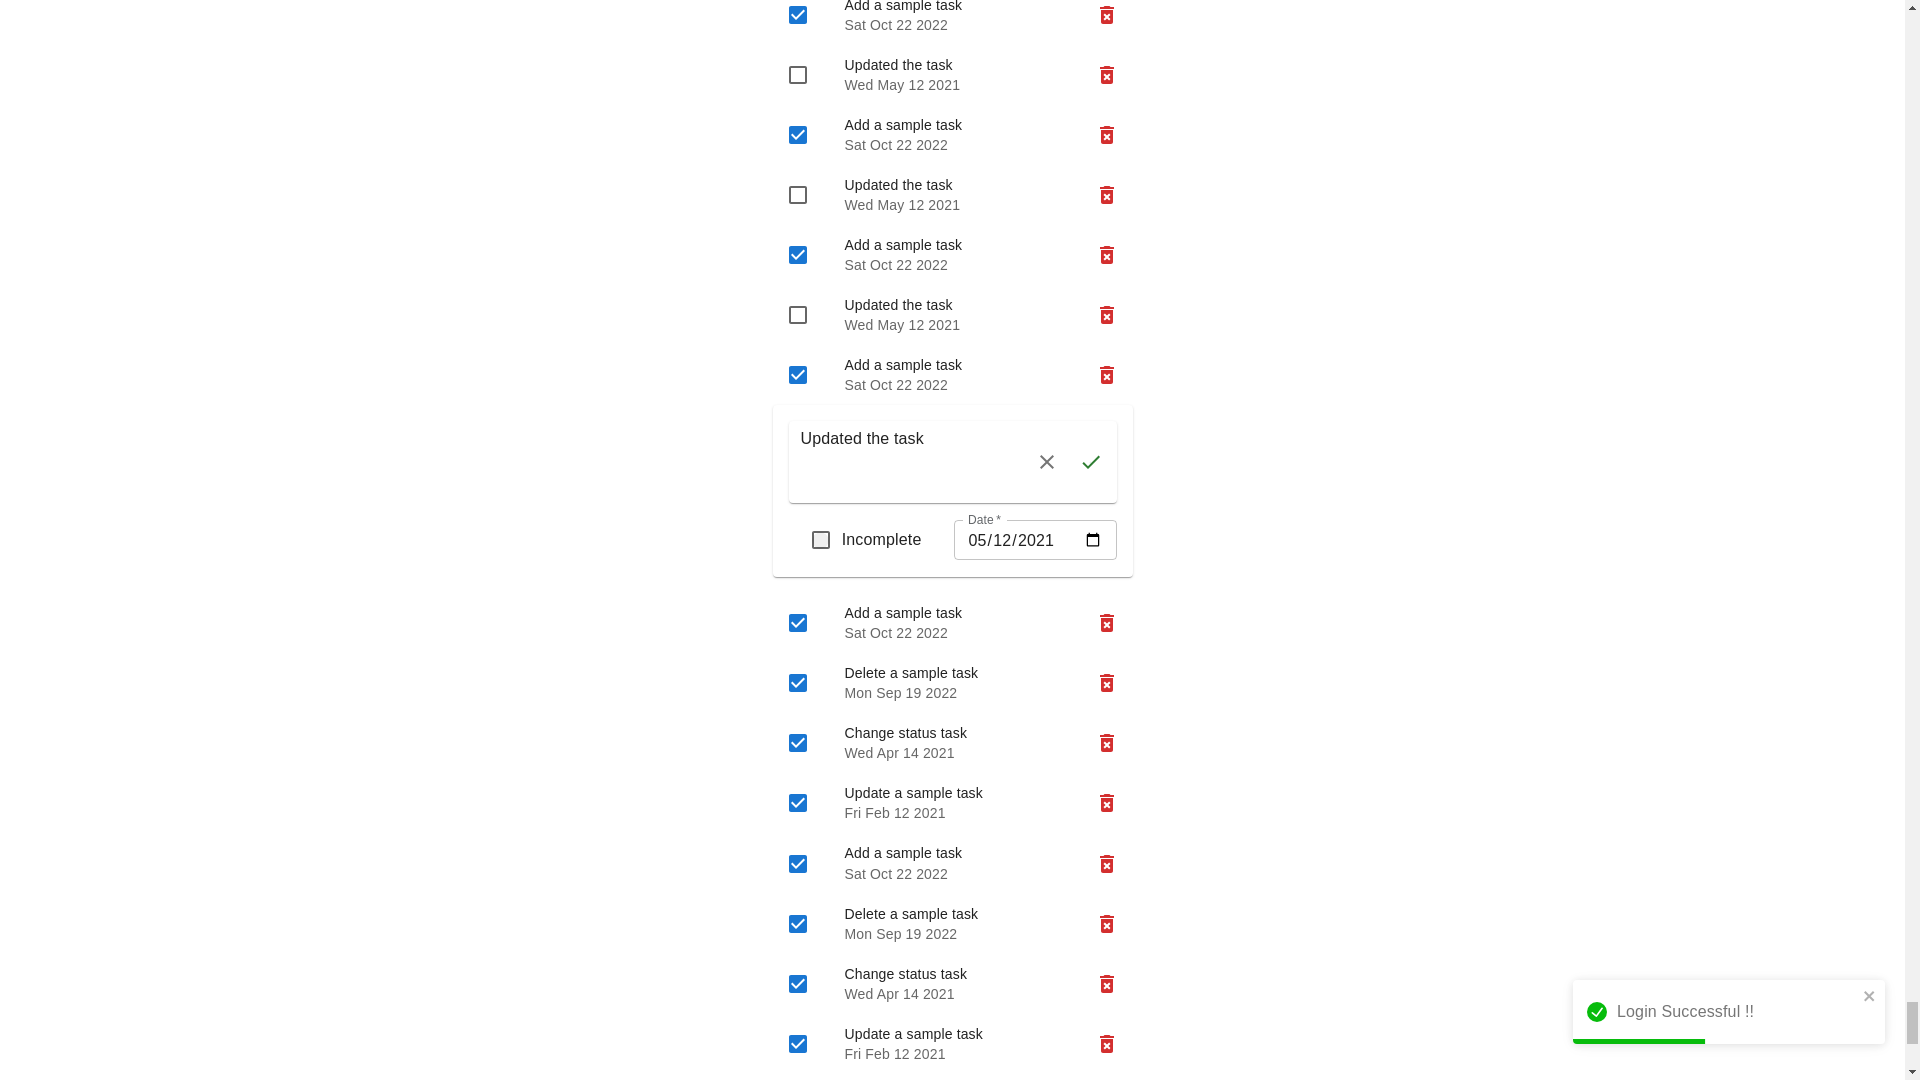 Add a sample task
Sat Oct 22 2022
Updated the task
Wed May 12 2021
Add a sample task
Sat Oct 22 2022
Updated the task
Wed May 12 2021
Add a sample task
Sat Oct 22 2022
Updated the task
Wed May 12 2021
Add a sample task
Sat Oct 22 2022
Updated the task
Date *
Incomplete
05/12/2021
Add a sample task
Sat Oct 22 2022
Delete a sample task
Mon Sep 19 2022
Change status task
Wed Apr 14 2021
Update a sample task
Fri Feb 12 2021
Add a sample task
Sat Oct 22 2022
Delete a sample task
Mon Sep 19 2022
Change status task
Wed Apr 14 2021
Update a sample task
Fri Feb 12 2021
Login Successful !!